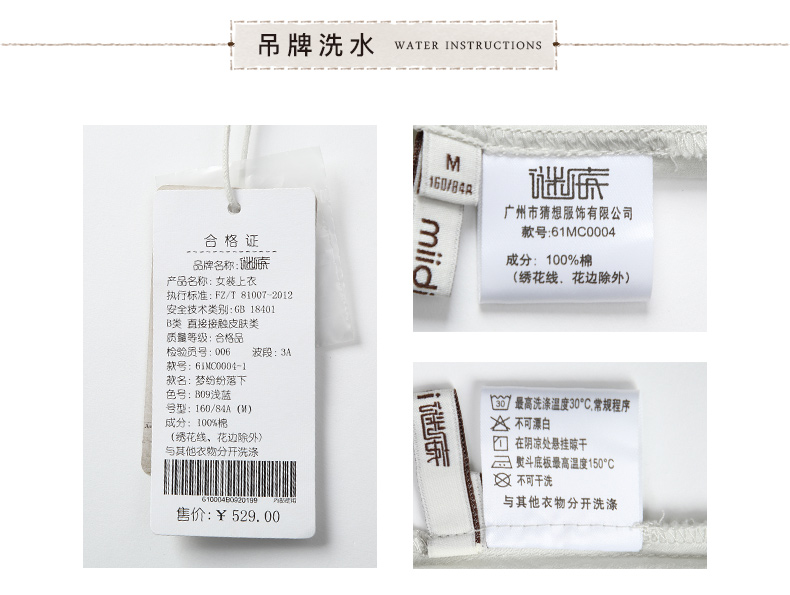 吊牌洗水 WATER INSTRUCTIONS
合格证
品牌名称:谜底
产品名称:女装上衣
执行标准:FZ/T 81007-2012
安全技术类别:GB 18401
B类 直接接触皮肤类
质量等级:合格品
检验员号:006 波段:3A
款号:61MC0004-1
款名:梦纷纷落下
色号:B09浅蓝
号型:160/84A (M)
成分: 100%棉
(绣花线、花边除外)
与其他衣物分开洗涤
610004B0920199
售价:¥ 529.00
M
160/84A
miidi
谜底
广州市猜想服饰有限公司
款号:61MC0004
成分: 100%棉
(绣花线、花边除外)
i 谜底
30 最高洗涤温度30°C,常规程序
不可漂白
在阴凉处悬挂晾干
熨斗底板最高温度150°C
不可干洗
与其他衣物分开洗涤